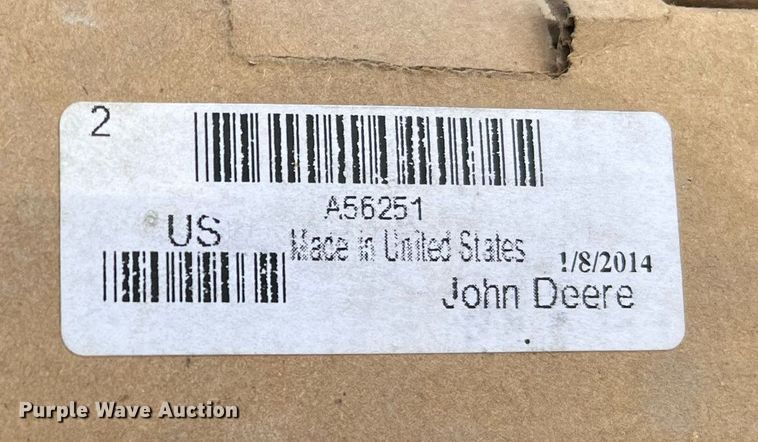 2
A56251
US
Made in United States
1/8/2014
John Deere
Purple Wave Auction